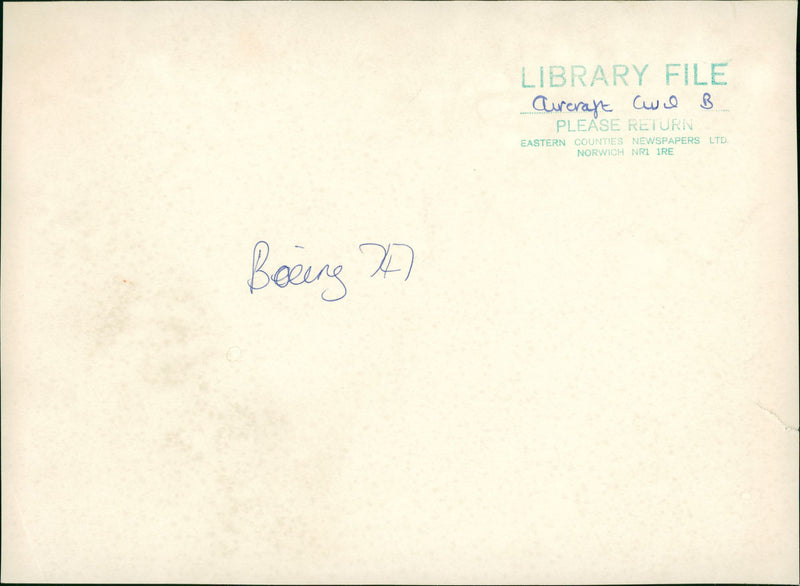 LIBRARY FILE
Aircraft Civil B
PLEASE RETURN
EASTERN COUNTIES NEWSPAPERS LTD
NORWICH NR1 1RE
Boeing 747